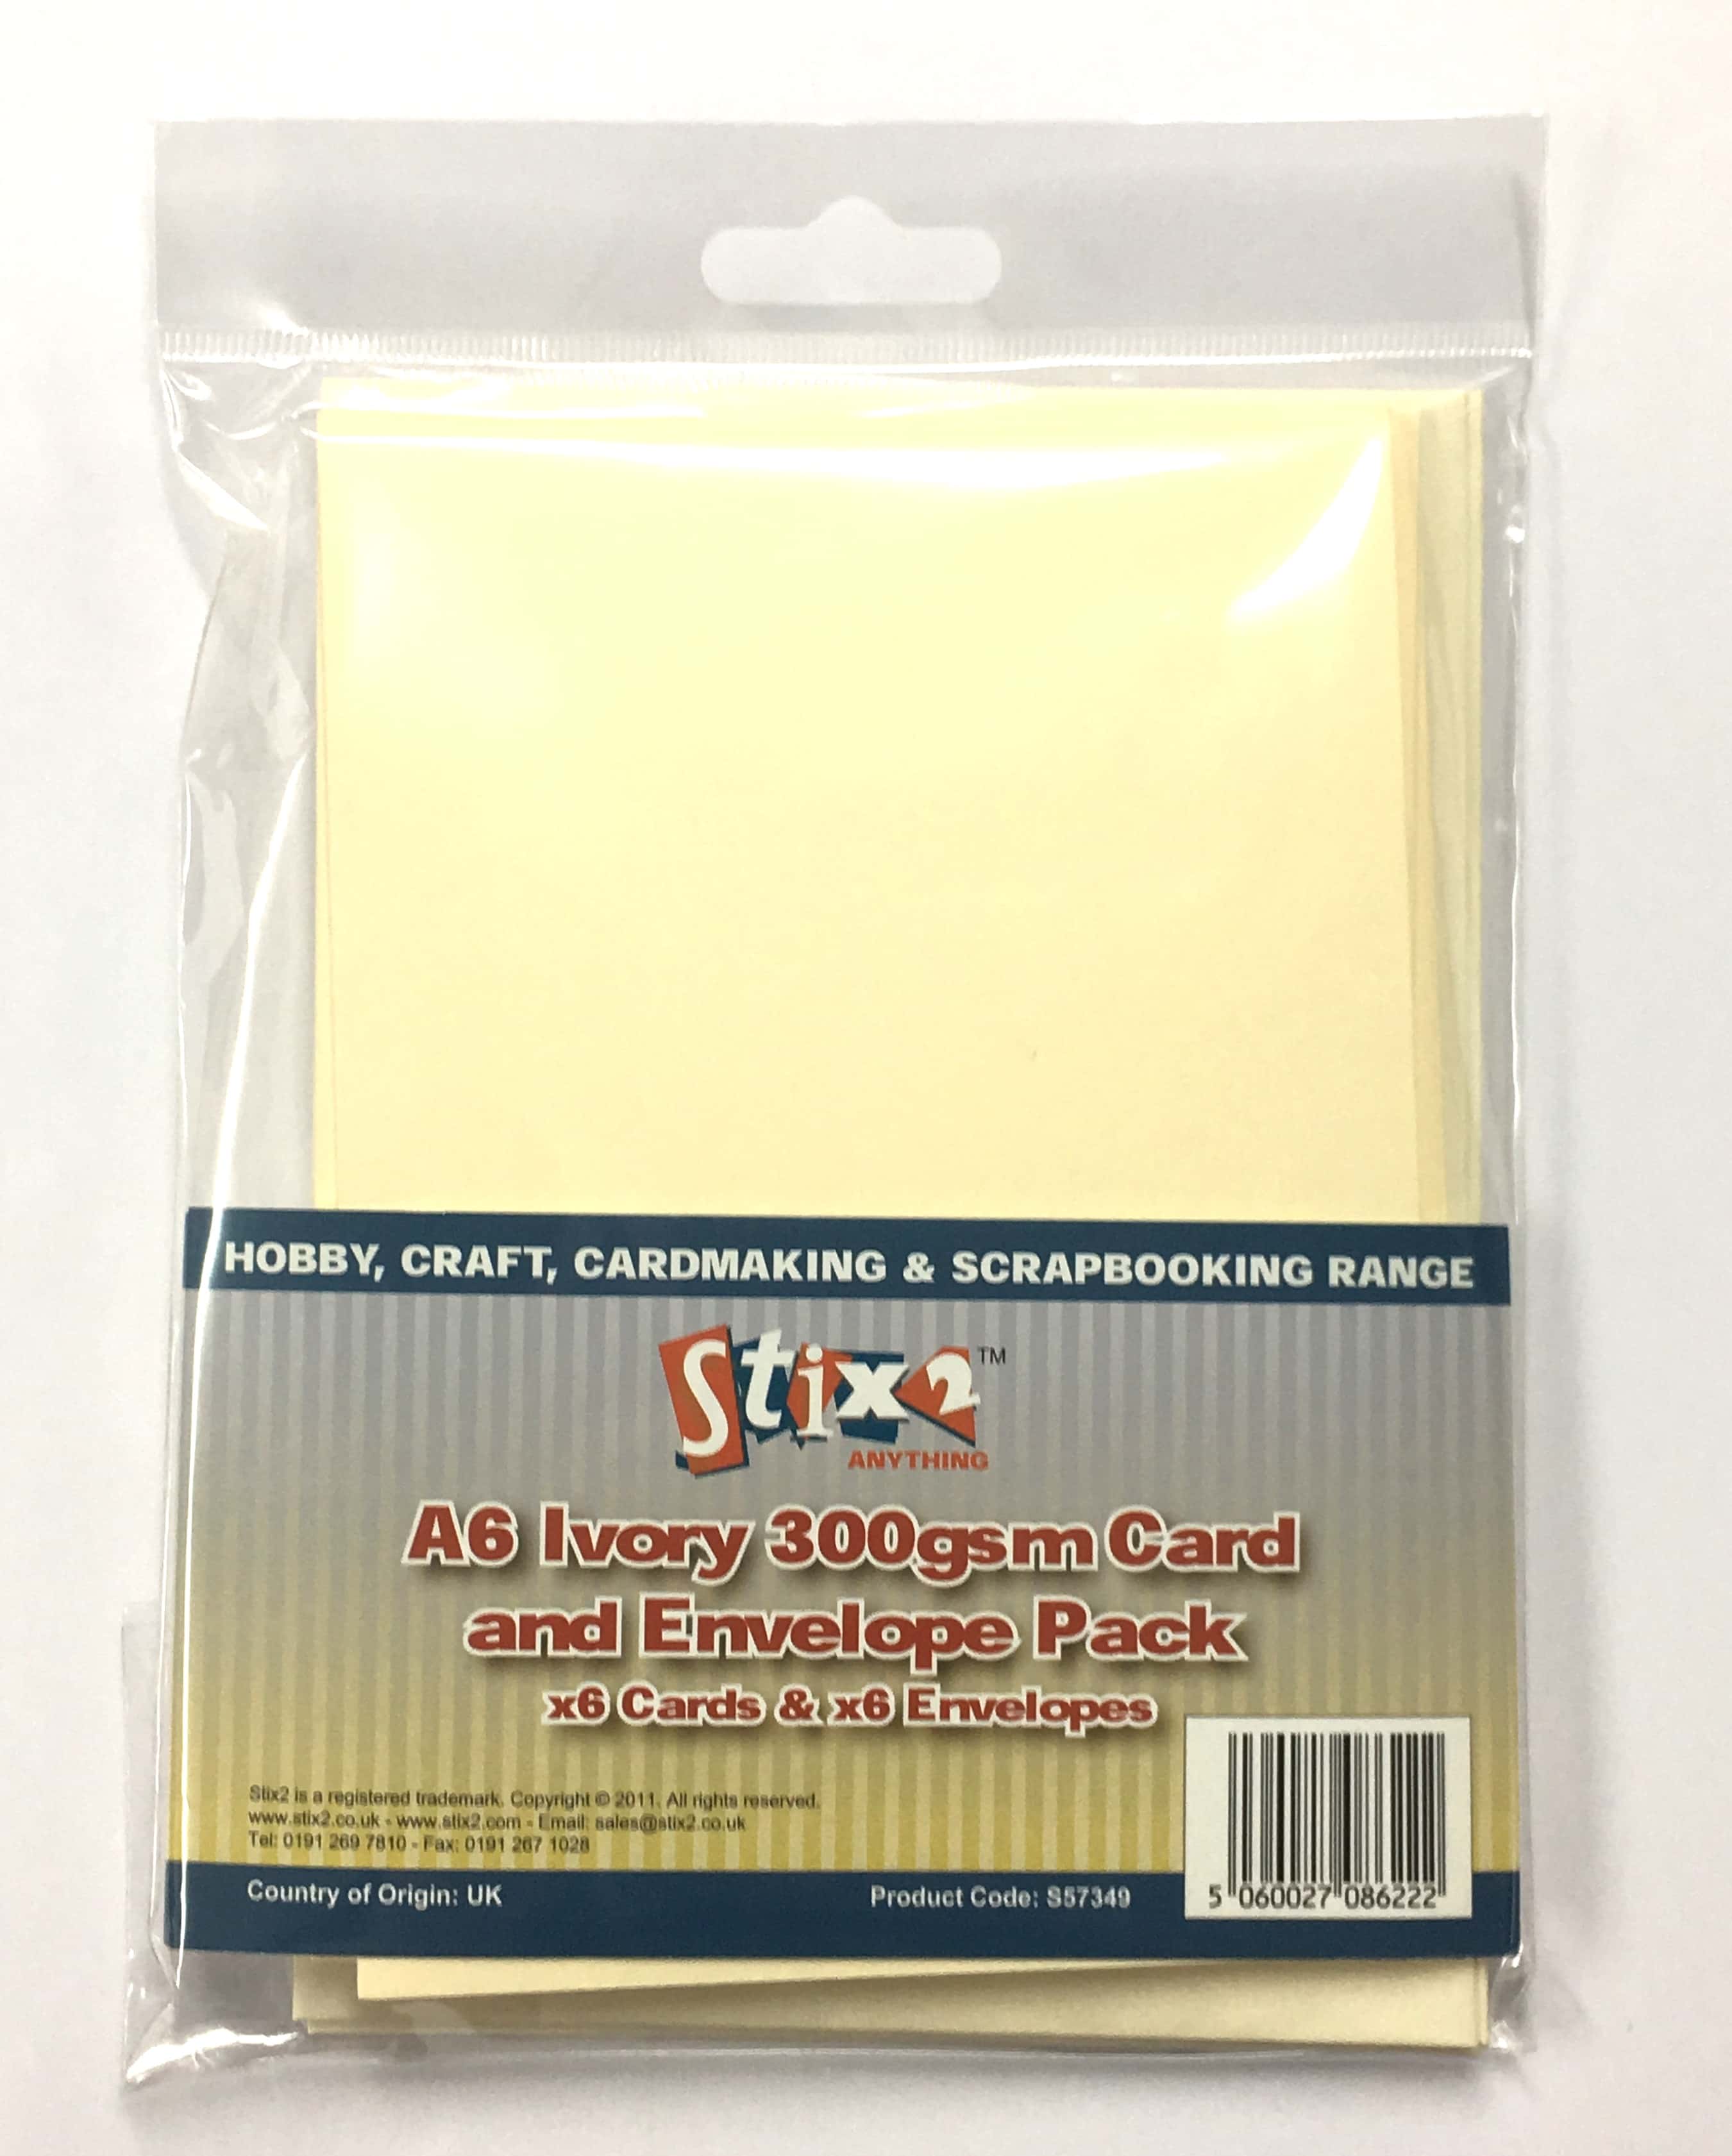 HOBBY, CRAFT, CARDMAKING & SCRAPBOOKING RANGE
Stix2™
ANYTHING
A6 Ivory 300gsm Card
and Envelope Pack
x6 Cards & x6 Envelopes
Stix2 is a registered trademark. Copyright © 2011. All rights reserved.
www.stix2.co.uk - www.stix2.com - Email: sales@stix2.co.uk
Tel: 0191 269 7810 - Fax: 0191 267 1028
Country of Origin: UK
Product Code: S57349
5 060027 086222